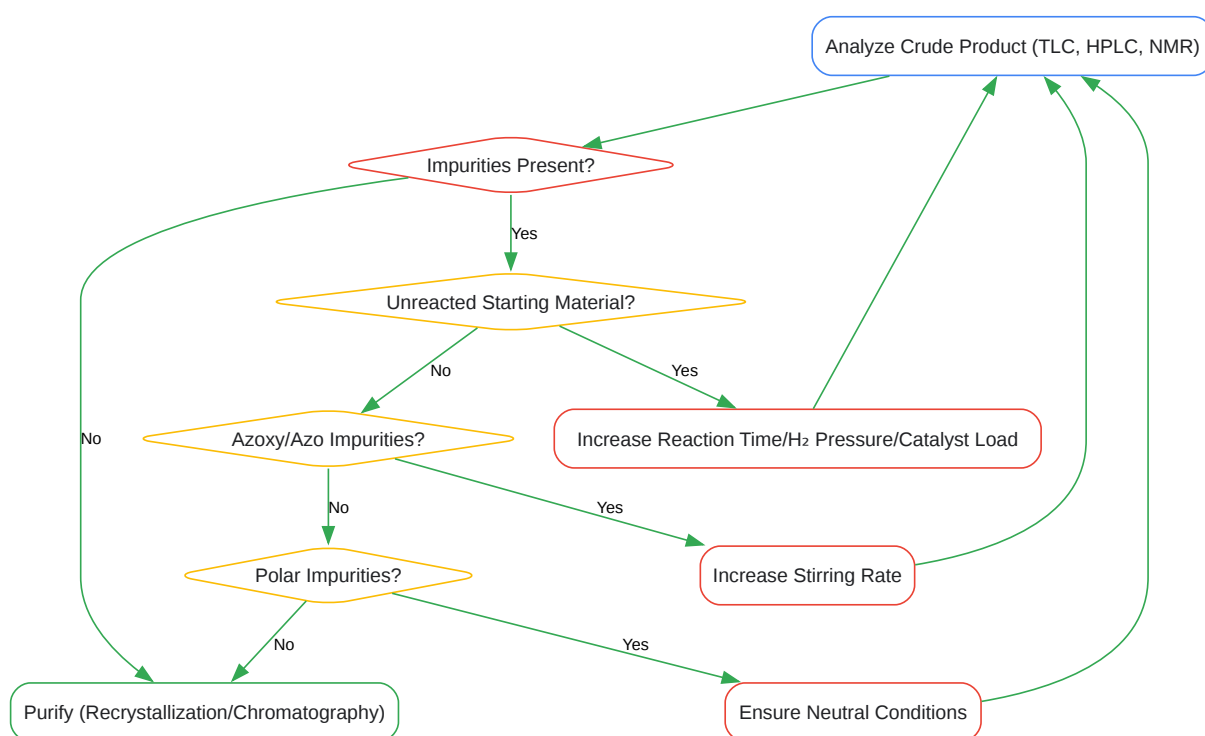 Analyze Crude Product (TLC, HPLC, NMR)
Impurities Present?
Yes
Unreacted Starting Material?
No
Yes
No
Azoxy/Azo Impurities?
Increase Reaction Time/H₂ Pressure/Catalyst Load
No
Yes
Polar Impurities?
Increase Stirring Rate
No
Yes
Purify (Recrystallization/Chromatography)
Ensure Neutral Conditions